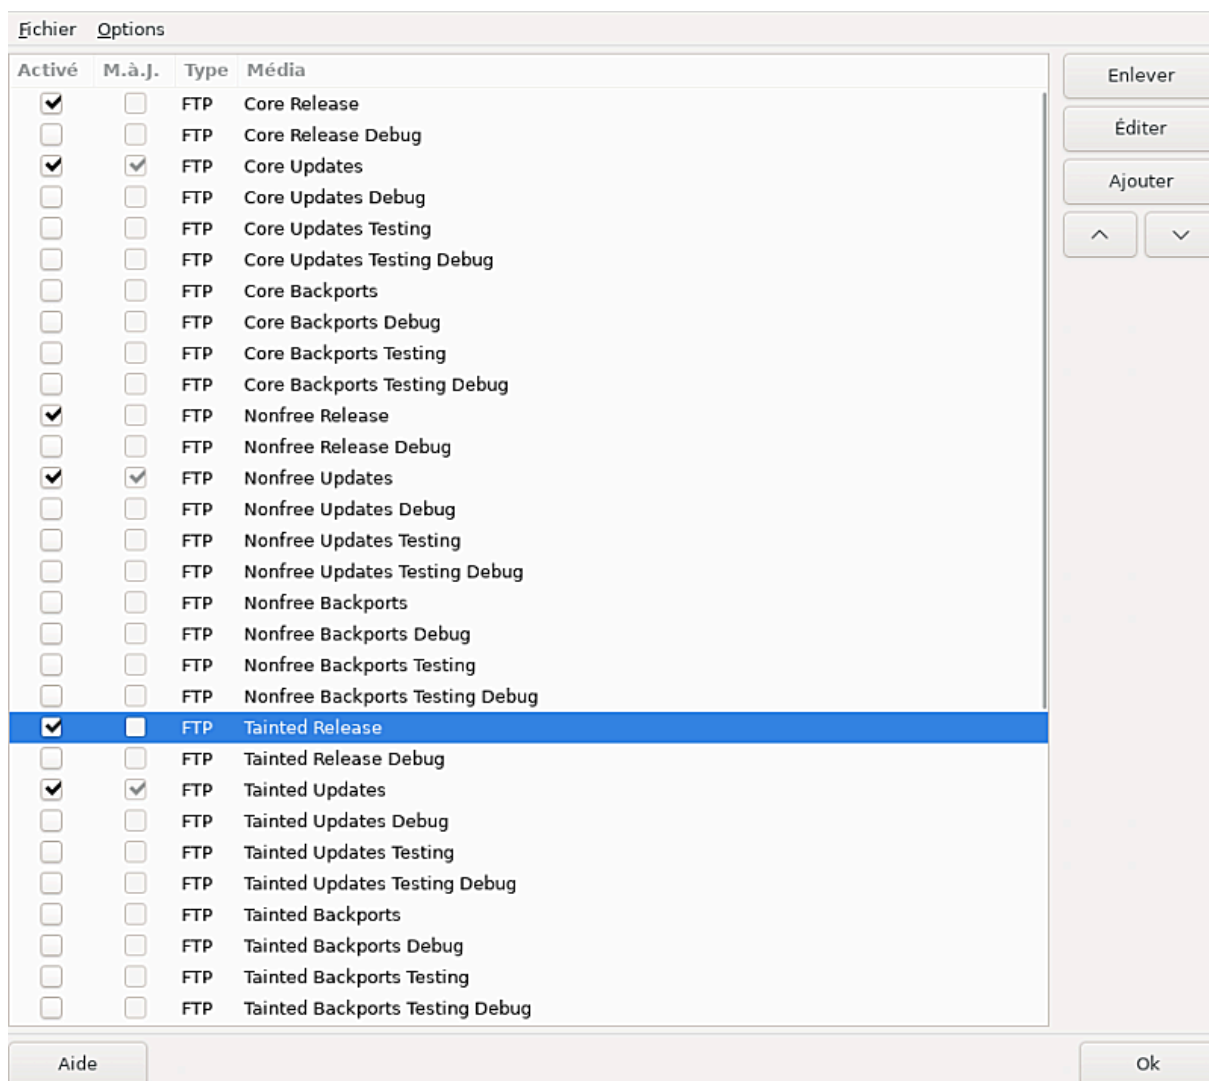 Fichier Options
Activé M.à.J. Type Média
Enlever
Éditer
Ajouter
FTP Core Release
FTP Core Release Debug
FTP Core Updates
FTP Core Updates Debug
FTP Core Updates Testing
FTP Core Updates Testing Debug
FTP Core Backports
FTP Core Backports Debug
FTP Core Backports Testing
FTP Core Backports Testing Debug
FTP Nonfree Release
FTP Nonfree Release Debug
FTP Nonfree Updates
FTP Nonfree Updates Debug
FTP Nonfree Updates Testing
FTP Nonfree Updates Testing Debug
FTP Nonfree Backports
FTP Nonfree Backports Debug
FTP Nonfree Backports Testing
FTP Nonfree Backports Testing Debug
FTP Tainted Release
FTP Tainted Release Debug
FTP Tainted Updates
FTP Tainted Updates Debug
FTP Tainted Updates Testing
FTP Tainted Updates Testing Debug
FTP Tainted Backports
FTP Tainted Backports Debug
FTP Tainted Backports Testing
FTP Tainted Backports Testing Debug
Aide Ok